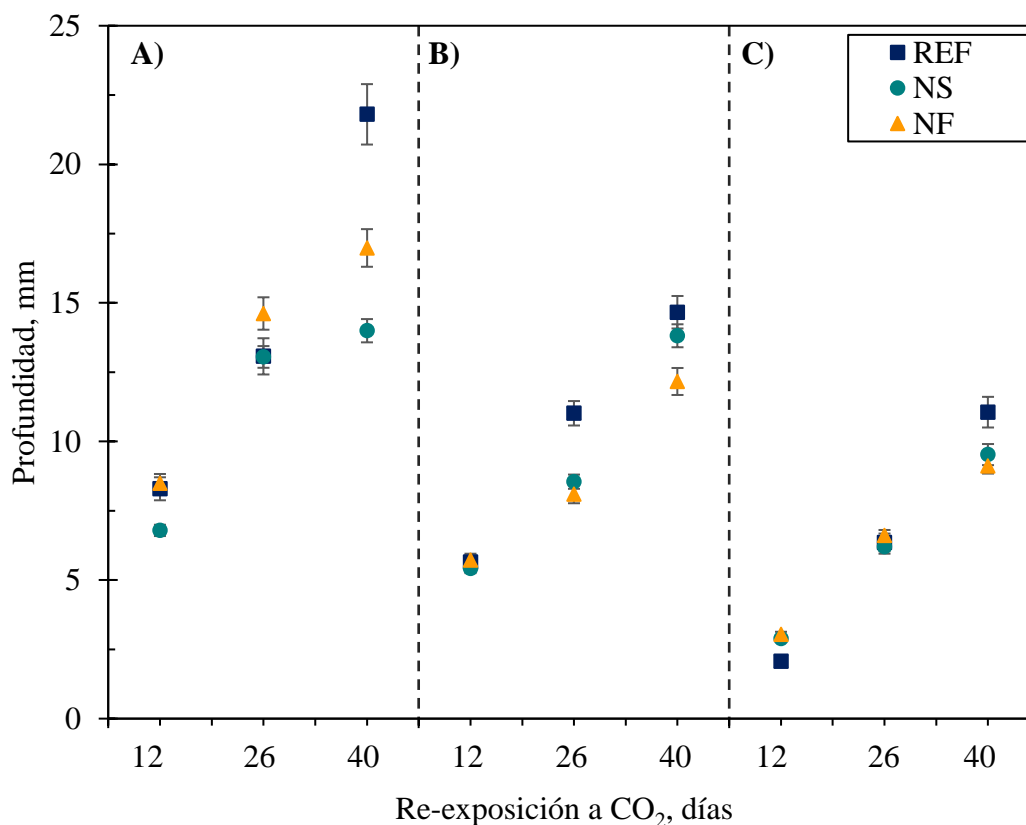 25
20
15
10
5
0
Profundidad, mm
A)
B)
C)
REF
NS
NF
12 26 40 12 26 40 12 26 40
Re-exposición a CO₂, días